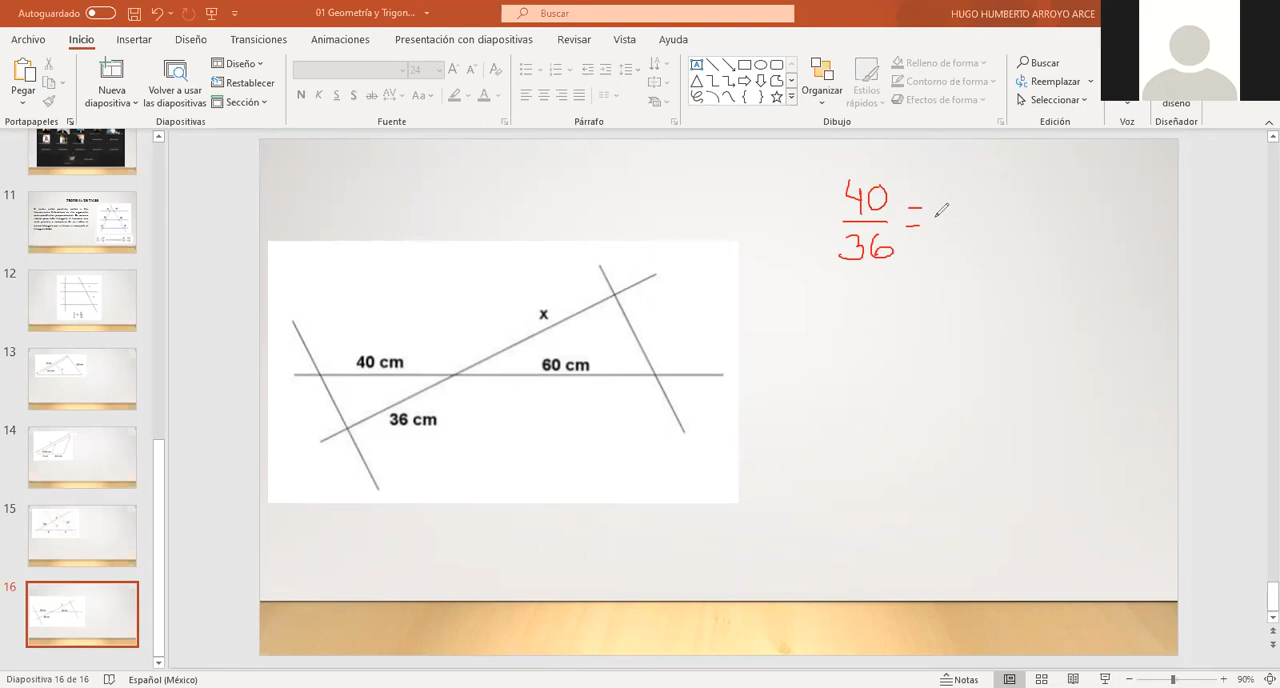 Autoguardado
01 Geometría y Trigon...
Buscar
HUGO HUMBERTO ARROYO ARCE
Archivo Inicio Insertar Diseño Transiciones Animaciones Presentación con diapositivas Revisar Vista Ayuda
Pegar
Nueva diapositiva
Volver a usar las diapositivas
Diseño
Restablecer
Sección
24
N K S S ab AV Aa A
Organizar
Estilos rápidos
Relleno de forma
Contorno de forma
Efectos de forma
Buscar
Reemplazar
Seleccionar
diseño
Portapapeles Diapositivas Fuente Párrafo Dibujo Edición Voz Diseñador
11
12
13
14
15
16
40
36
=
x
40 cm
60 cm
36 cm
Diapositiva 16 de 16
Español (México)
Notas
90%